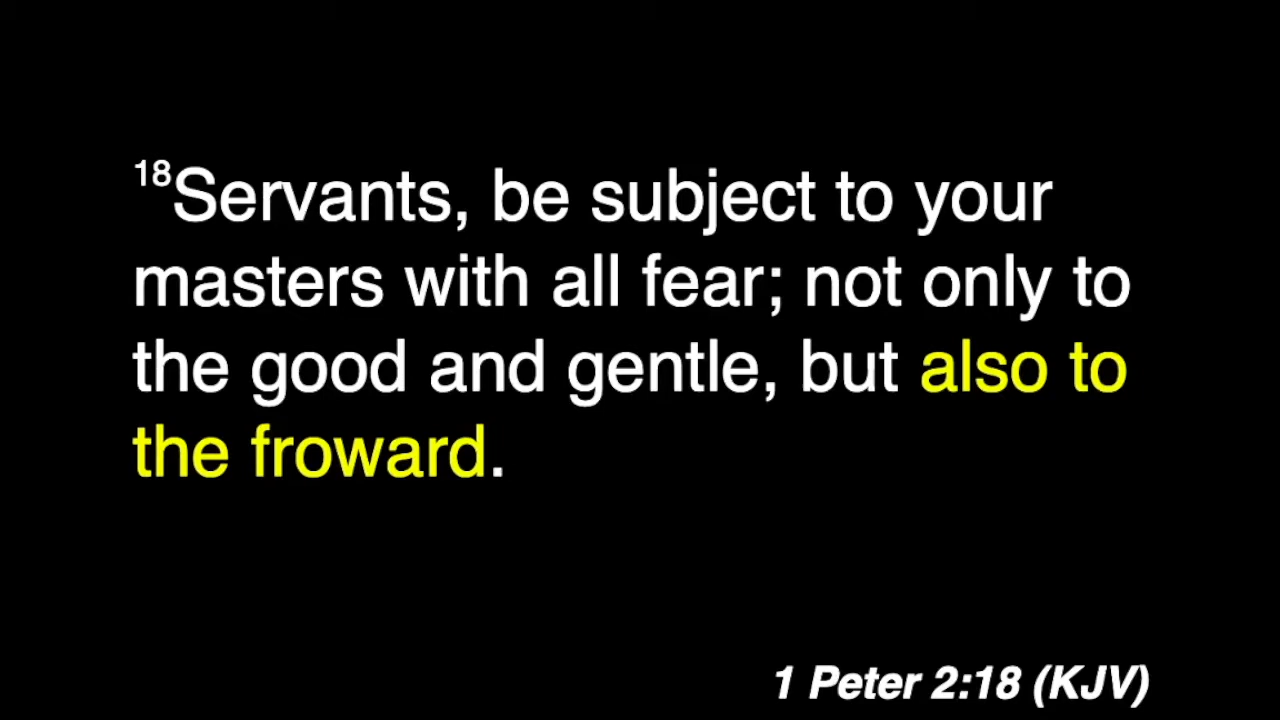 18Servants, be subject to your
masters with all fear; not only to
the good and gentle, but also to
the froward.
1 Peter 2:18 (KJV)